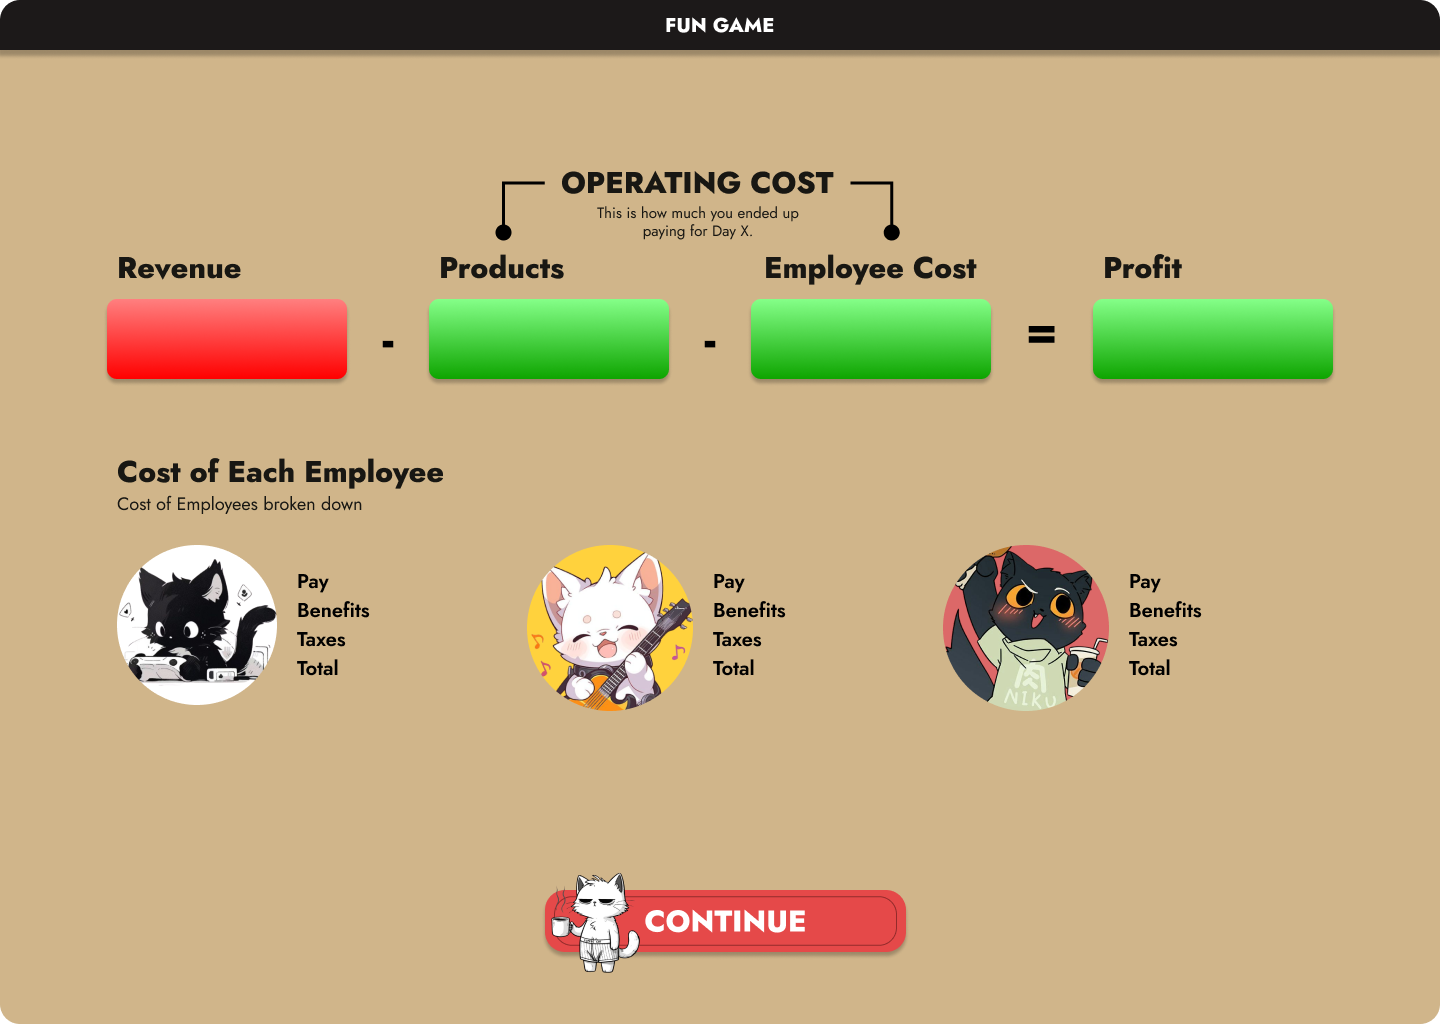 FUN GAME
OPERATING COST
This is how much you ended up
paying for Day X.
Revenue
Products
Employee Cost
Profit
-
-
=
Cost of Each Employee
Cost of Employees broken down
Pay
Benefits
Taxes
Total
Pay
Benefits
Taxes
Total
NIKU
Pay
Benefits
Taxes
Total
CONTINUE